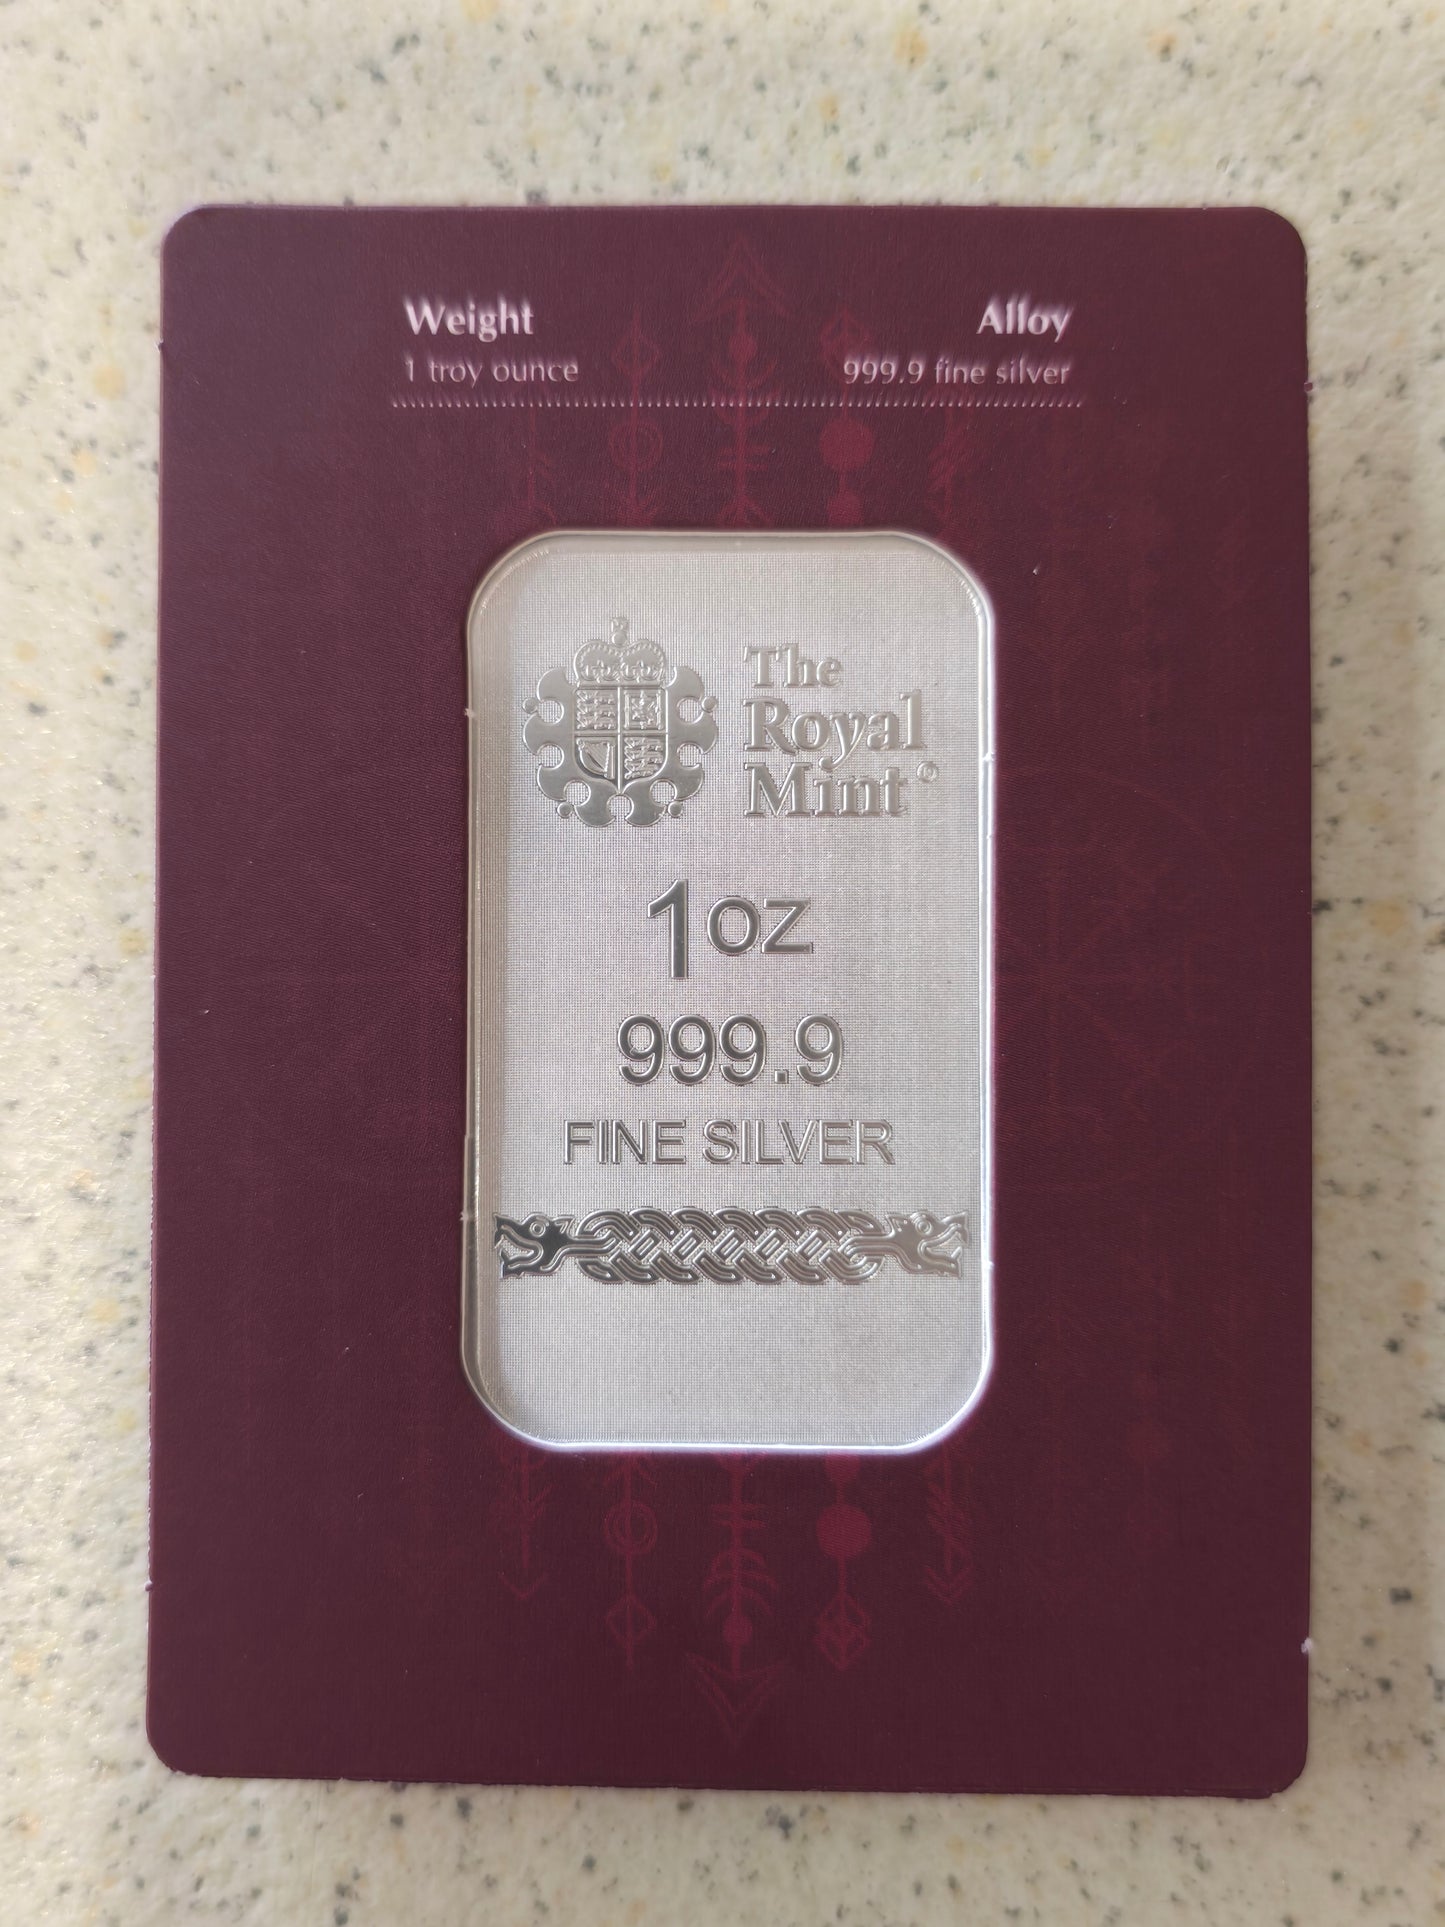 Weight
Alloy
1 troy ounce
999.9 fine silver
The
Royal
Mint®
1oz
999.9
FINE SILVER